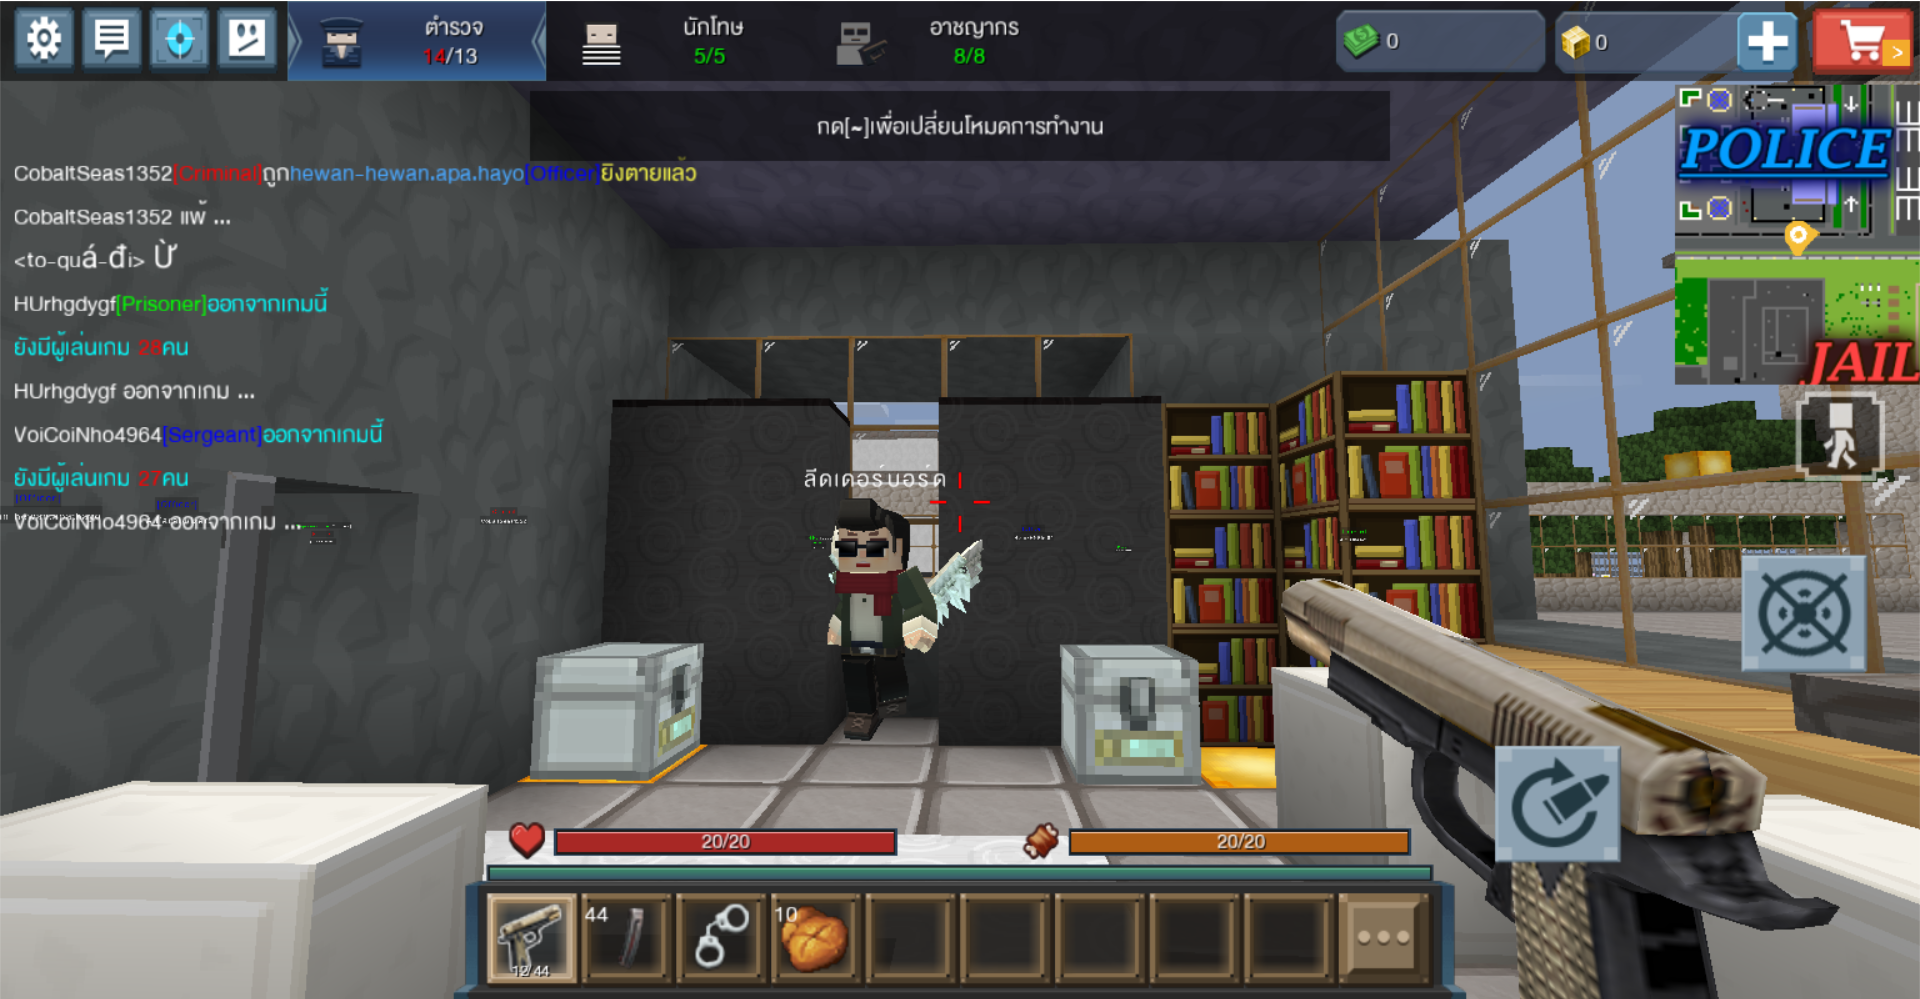 ตำรวจ
14/13
นักโทษ
5/5
อาชญากร
8/8
0
0
กด[~]เพื่อเปลี่ยนโหมดการทำงาน
POLICE
JAIL
CobaltSeas1352[Criminal]ถูกhewan-hewan.apa.hayo[Officer]ยิงตายแล้ว
CobaltSeas1352 แพ้ ...
<to-quá-đi> Ừ
HUrhgdygf[Prisoner]ออกจากเกมนี้
ยังมีผู้เล่นเกม 28คน
HUrhgdygf ออกจากเกม ...
VoiCoiNho4964[Sergeant]ออกจากเกมนี้
ยังมีผู้เล่นเกม 27คน
VoiCoiNho4964 ออกจากเกม ...
ลีดเดอร์บอร์ด
20/20
20/20
12/44
44
10